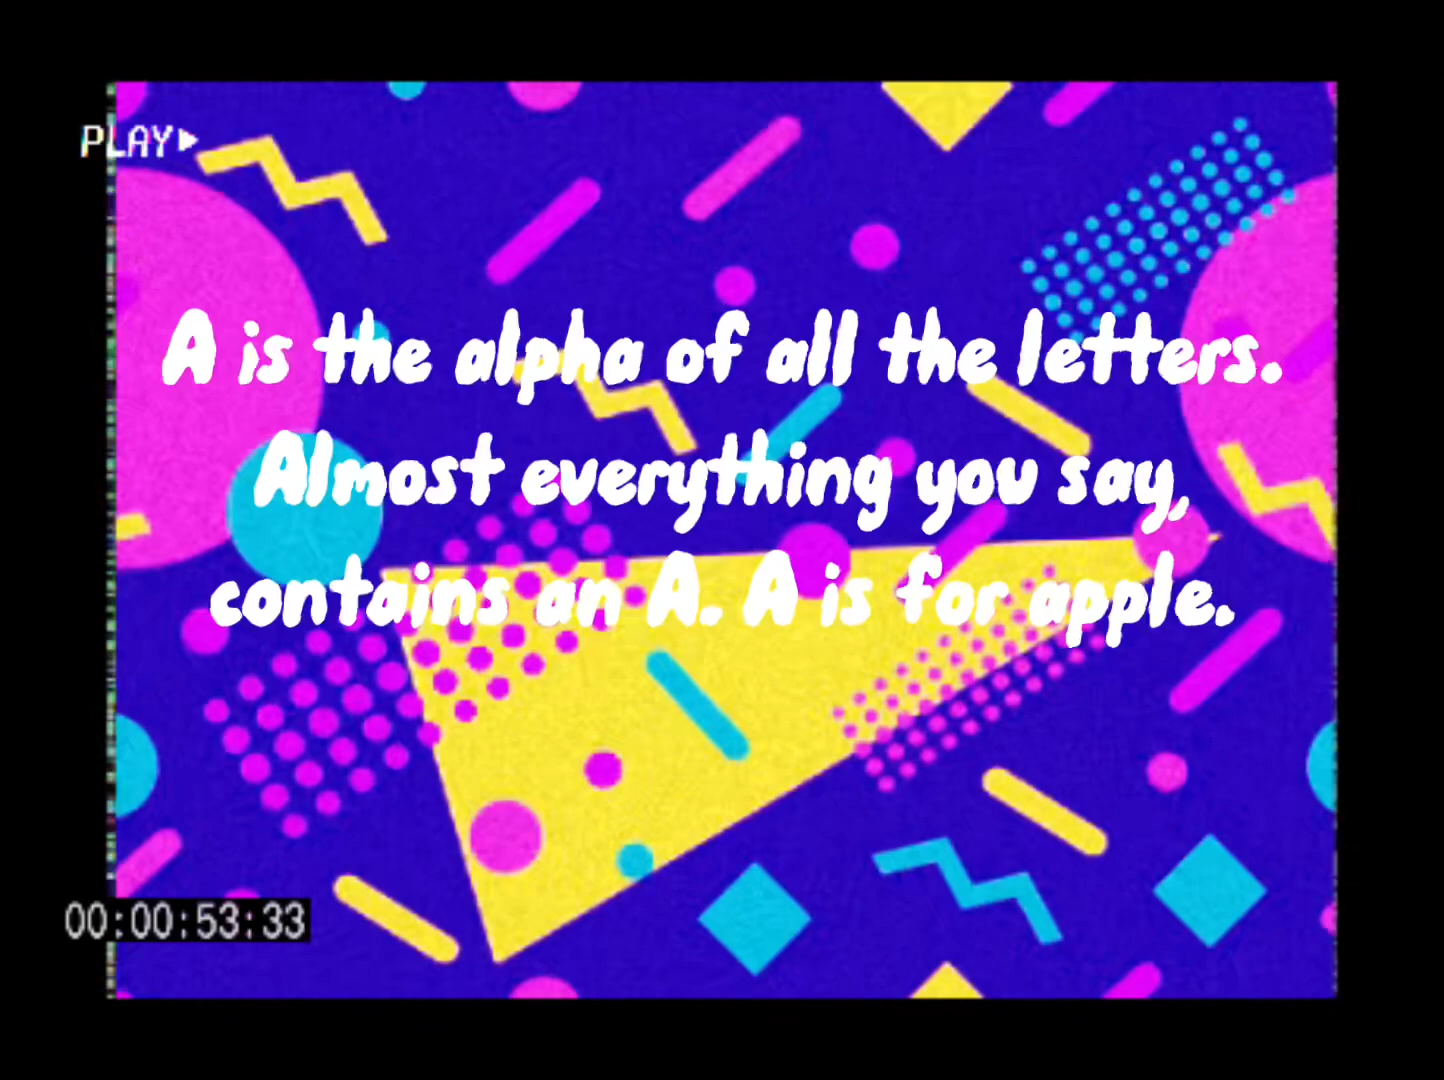 PLAY▶
A is the alpha of all the letters.
Almost everything you say,
contains an A. A is for apple.
00:00:53:33